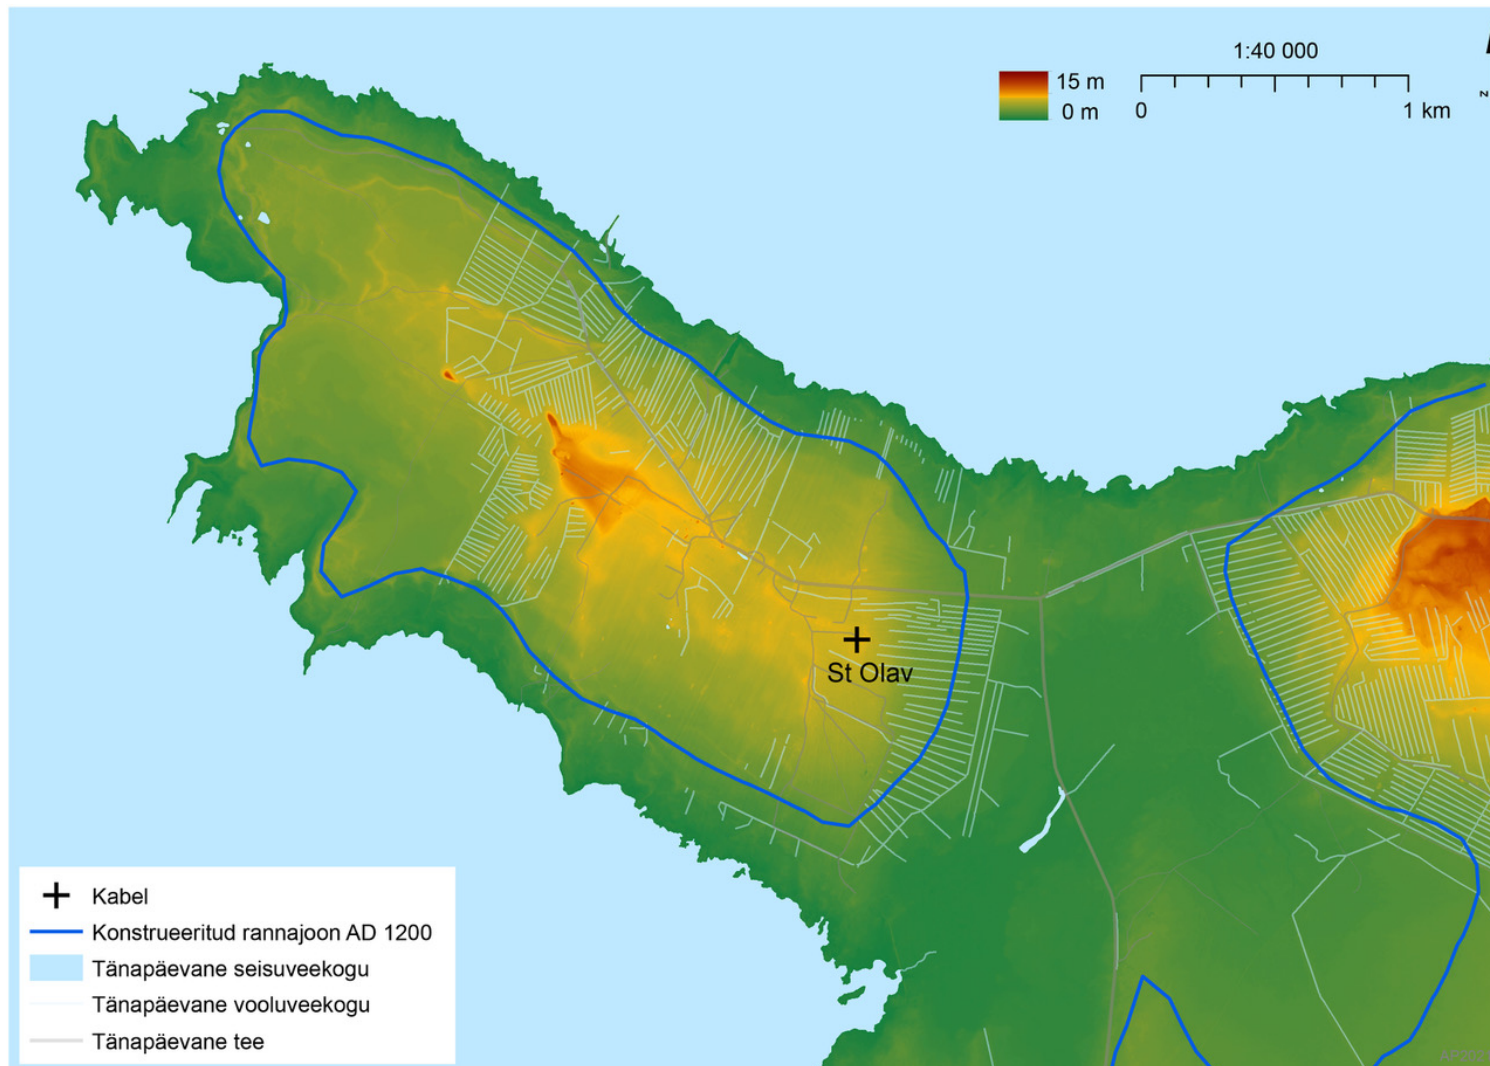 1:40 000
15 m
0 m
0
1 km
z
St Olav
Kabel
Konstrueeritud rannajoon AD 1200
Tänapäevane seisuveekogu
Tänapäevane vooluveekogu
Tänapäevane tee